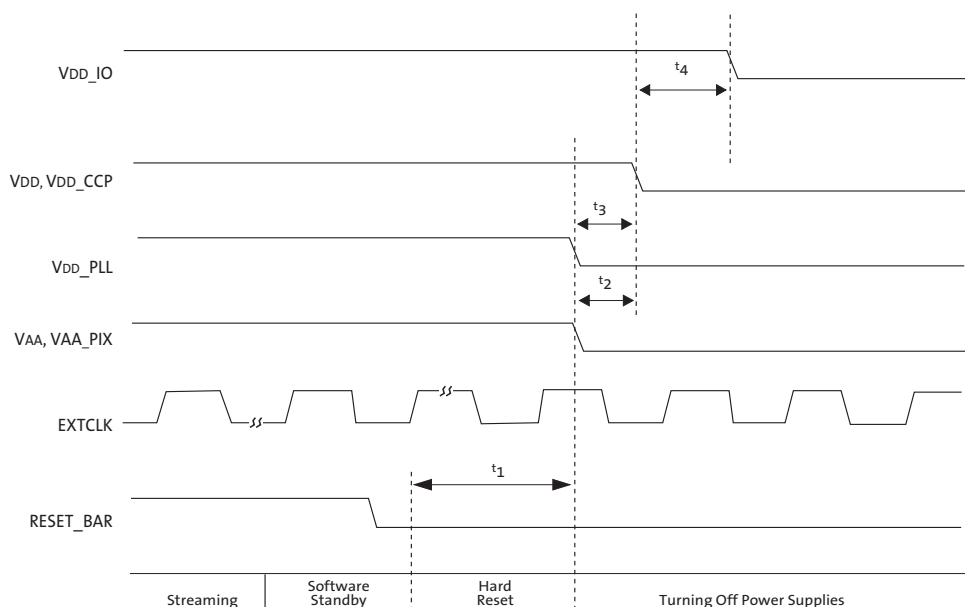 VDD_IO
t4
VDD, VDD_CCP
t3
VDD_PLL
t2
VAA, VAA_PIX
EXTCLK
t1
RESET_BAR
Streaming
Software
Standby
Hard
Reset
Turning Off Power Supplies